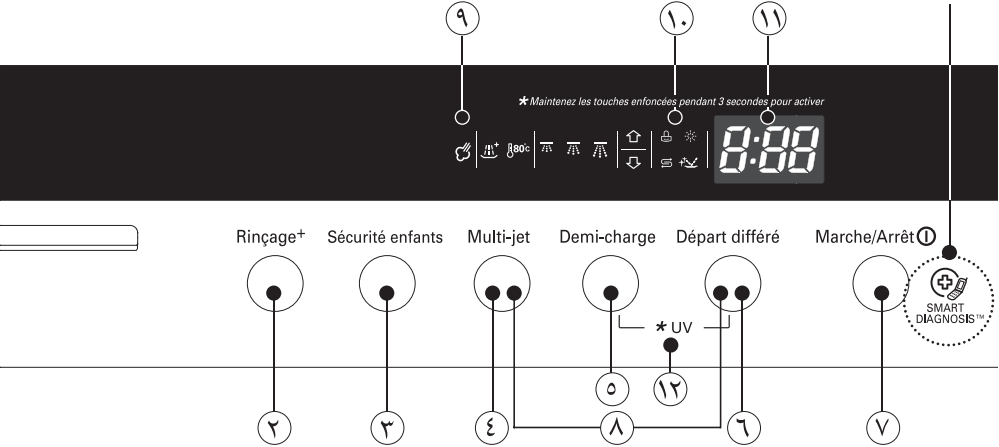 ٩ ١٠ ١١
*Maintenez les touches enfoncées pendant 3 secondes pour activer
80°c 8:88
Rinçage+ Sécurité enfants Multi-jet Demi-charge Départ différé Marche/Arrêt
SMART
DIAGNOSIS™
* UV
٢ ٣ ٤ ٥ ١٢ ٨ ٦ ٧